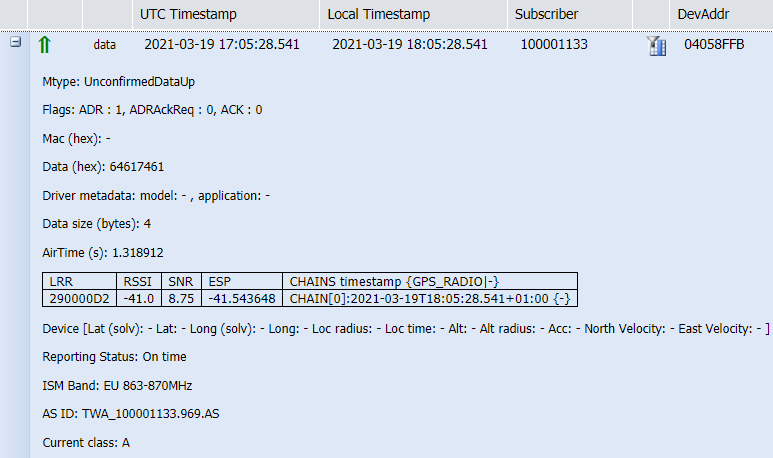 UTC Timestamp Local Timestamp Subscriber DevAddr
data 2021-03-19 17:05:28.541 2021-03-19 18:05:28.541 100001133 04058FFB
Mtype: UnconfirmedDataUp
Flags: ADR : 1, ADRAckReq : 0, ACK : 0
Mac (hex): -
Data (hex): 64617461
Driver metadata: model: - , application: -
Data size (bytes): 4
AirTime (s): 1.318912
LRR RSSI SNR ESP CHAINS timestamp {GPS_RADIO|-}
290000D2 -41.0 8.75 -41.543648 CHAIN[0]:2021-03-19T18:05:28.541+01:00 {-}
Device [Lat (solv): - Lat: - Long (solv): - Long: - Loc radius: - Loc time: - Alt: - Alt radius: - Acc: - North Velocity: - East Velocity: - ]
Reporting Status: On time
ISM Band: EU 863-870MHz
AS ID: TWA_100001133.969.AS
Current class: A